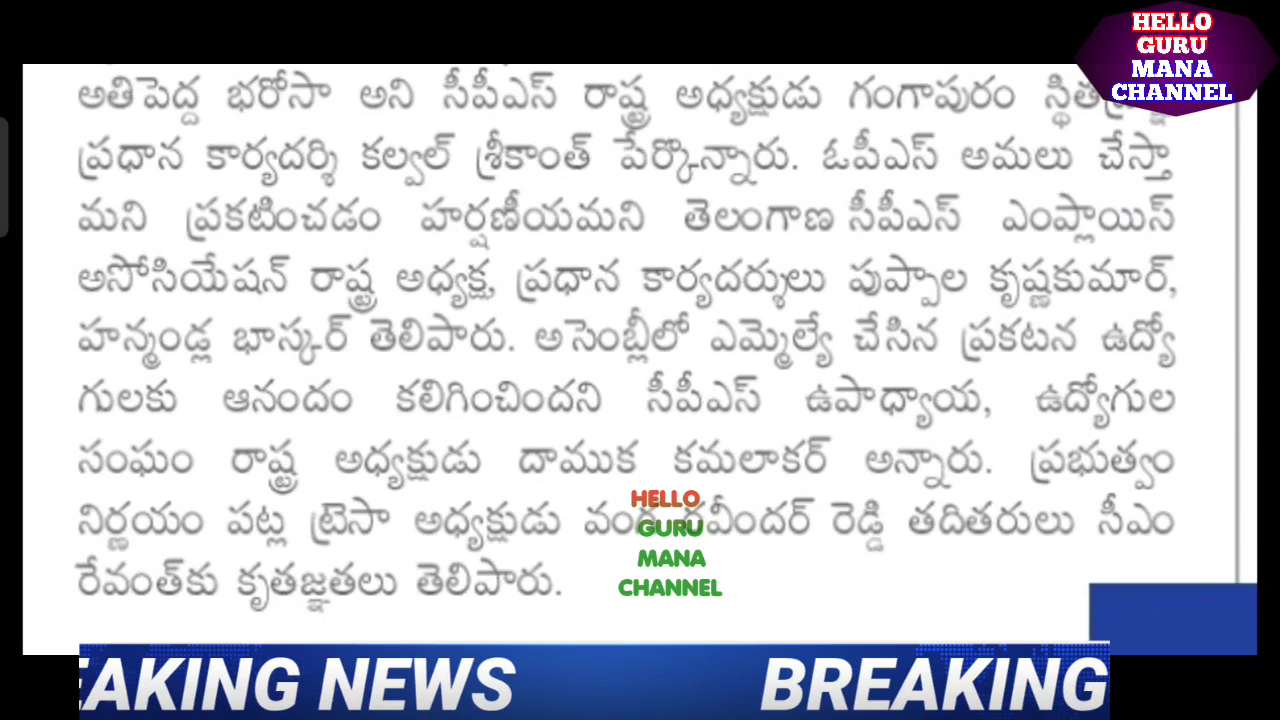 HELLO
GURU
MANA
CHANNEL
అతిపెద్ద భరోసా అని సీపీఎస్ రాష్ట్ర అధ్యక్షుడు గంగాపురం
ప్రధాన కార్యదర్శి కల్వల్ శ్రీకాంత్ పేర్కొన్నారు. ఓపీఎస్ అమలు చేస్తా
మని ప్రకటించడం హర్షణీయమని తెలంగాణ సీపీఎస్ ఎంప్లాయిస్
అసోసియేషన్ రాష్ట్ర అధ్యక్ష, ప్రధాన కార్యదర్శులు పుప్పాల కృష్ణకుమార్,
హన్మండ్ల భాస్కర్ తెలిపారు. అసెంబ్లీలో ఎమ్మెల్యే చేసిన ప్రకటన ఉద్యో
గులకు ఆనందం కలిగించిందని సీపీఎస్ ఉపాధ్యాయ, ఉద్యోగుల
సంఘం రాష్ట్ర అధ్యక్షుడు దాముక కమలాకర్ అన్నారు. ప్రభుత్వం
నిర్ణయం పట్ల ట్రెసా అధ్యక్షుడు రెడ్డి తదితరులు సీఎం
రేవంత్‌కు కృతజ్ఞతలు తెలిపారు.
HELLO
GURU
MANA
CHANNEL
EAKING NEWS BREAKING